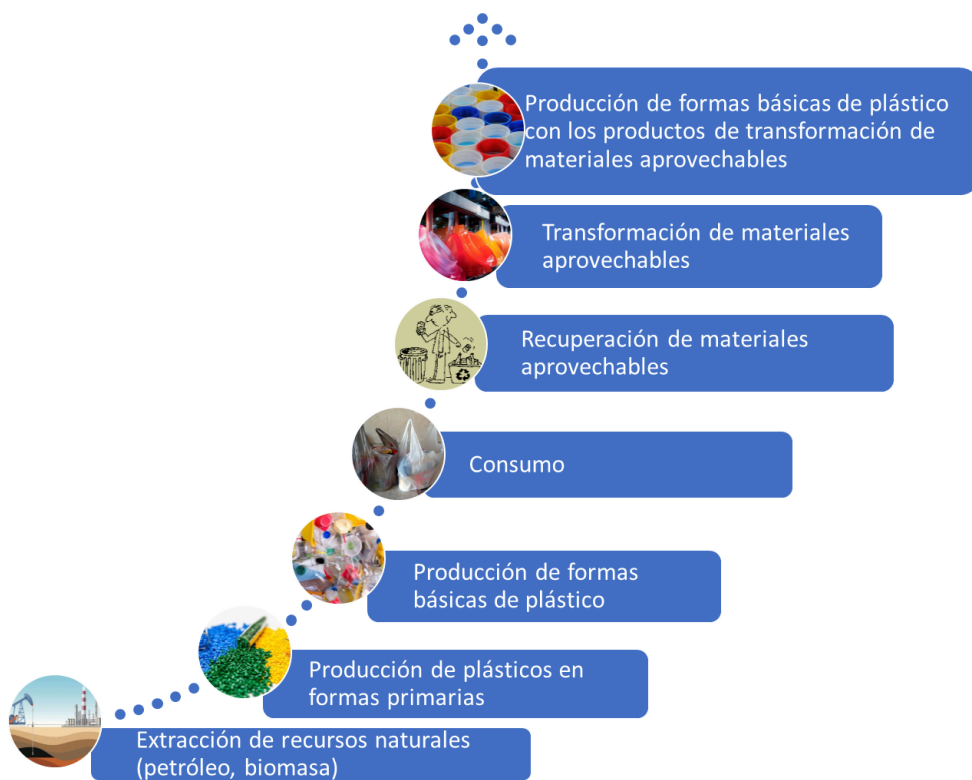 Producción de formas básicas de plástico
con los productos de transformación de
materiales aprovechables
Transformación de materiales
aprovechables
Recuperación de materiales
aprovechables
Consumo
Producción de formas
básicas de plástico
Producción de plásticos en
formas primarias
Extracción de recursos naturales
(petróleo, biomasa)